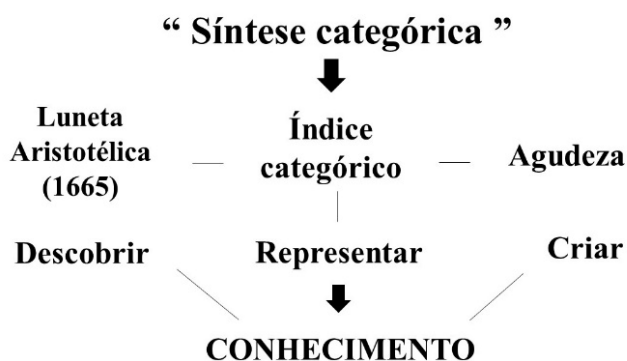 “ Síntese categórica ”
Luneta
Aristotélica
(1665)
Índice
categórico
Agudeza
Descobrir
Representar
Criar
CONHECIMENTO